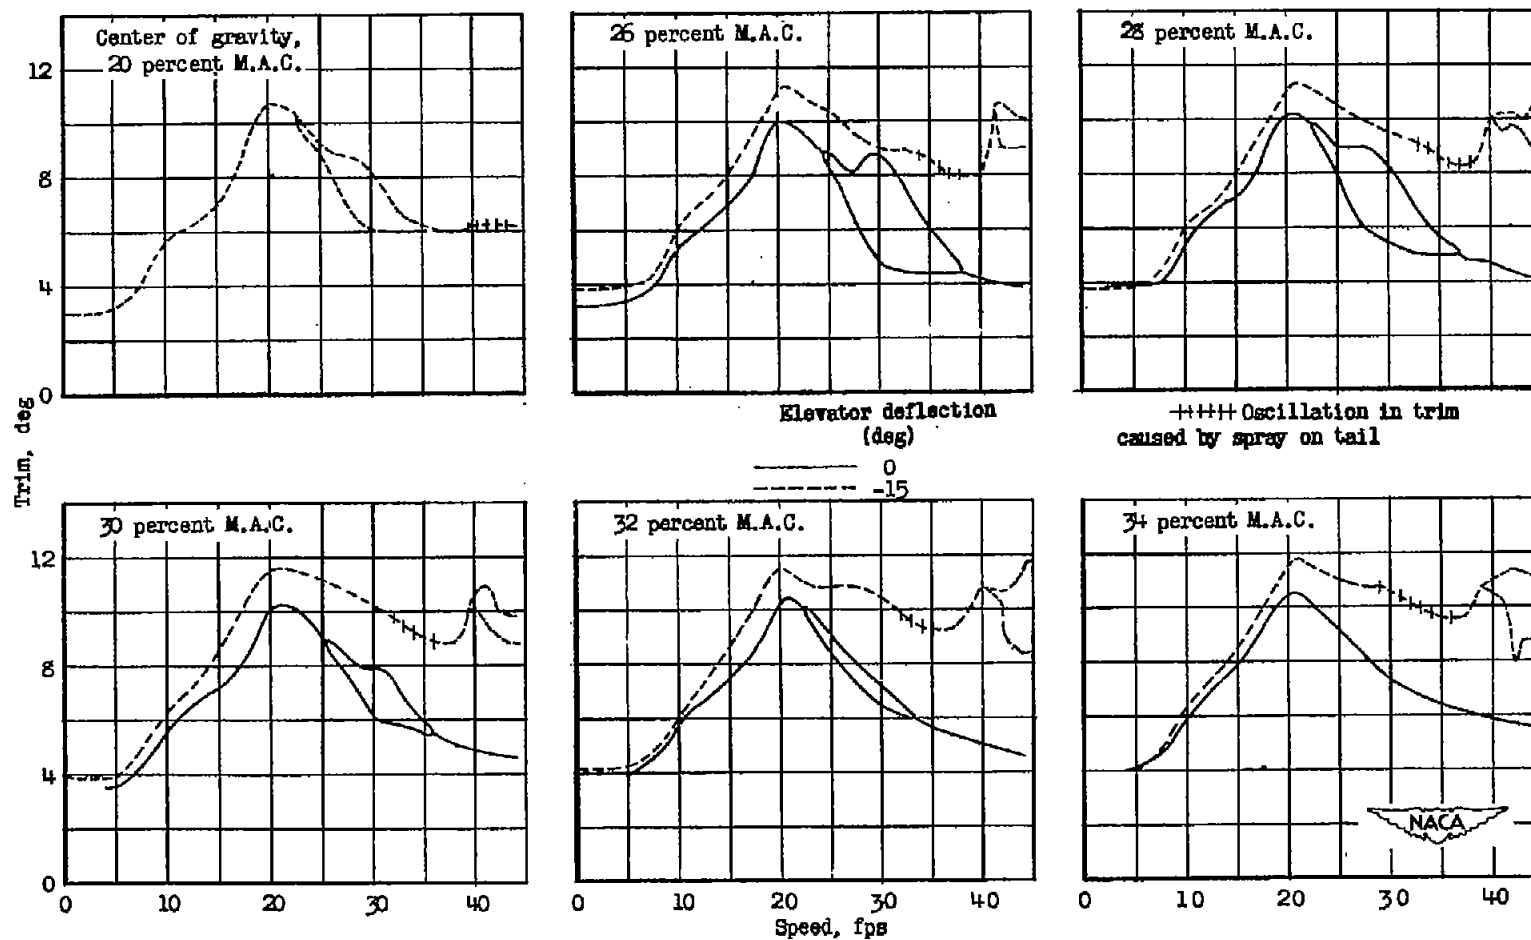 Center of gravity,
20 percent M.A.C.
26 percent M.A.C.
28 percent M.A.C.
12
8
4
0
Trim, deg
Elevator deflection
(deg)
0
-15
Oscillation in trim
caused by spray on tail
30 percent M.A.C.
32 percent M.A.C.
34 percent M.A.C.
12
8
4
0
NACA
0 10 20 30 40
0 10 20 30 40
0 10 20 30 40
Speed, fps